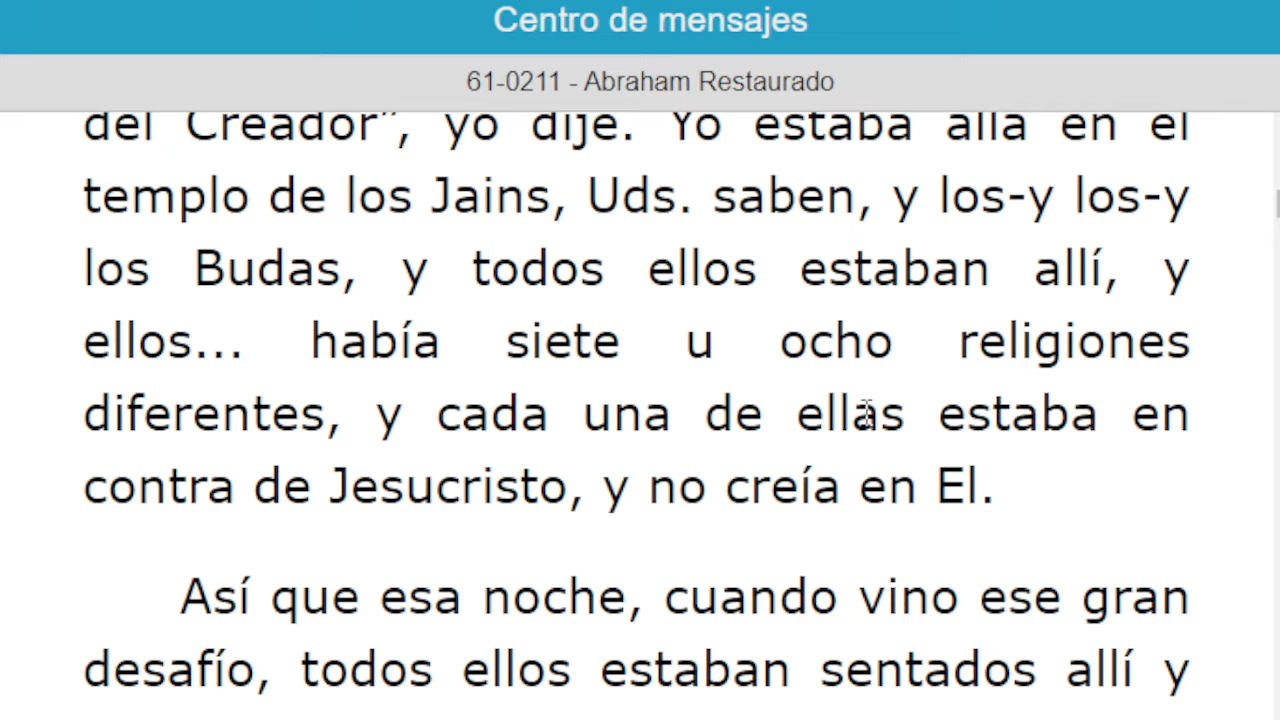 Centro de mensajes
61-0211 - Abraham Restaurado
del Creador", yo dije. Yo estaba allá en el
templo de los Jains, Uds. saben, y los-y los-y
los Budas, y todos ellos estaban allí, y
ellos... había siete u ocho religiones
diferentes, y cada una de ellas estaba en
contra de Jesucristo, y no creía en El.
Así que esa noche, cuando vino ese gran
desafío, todos ellos estaban sentados allí y